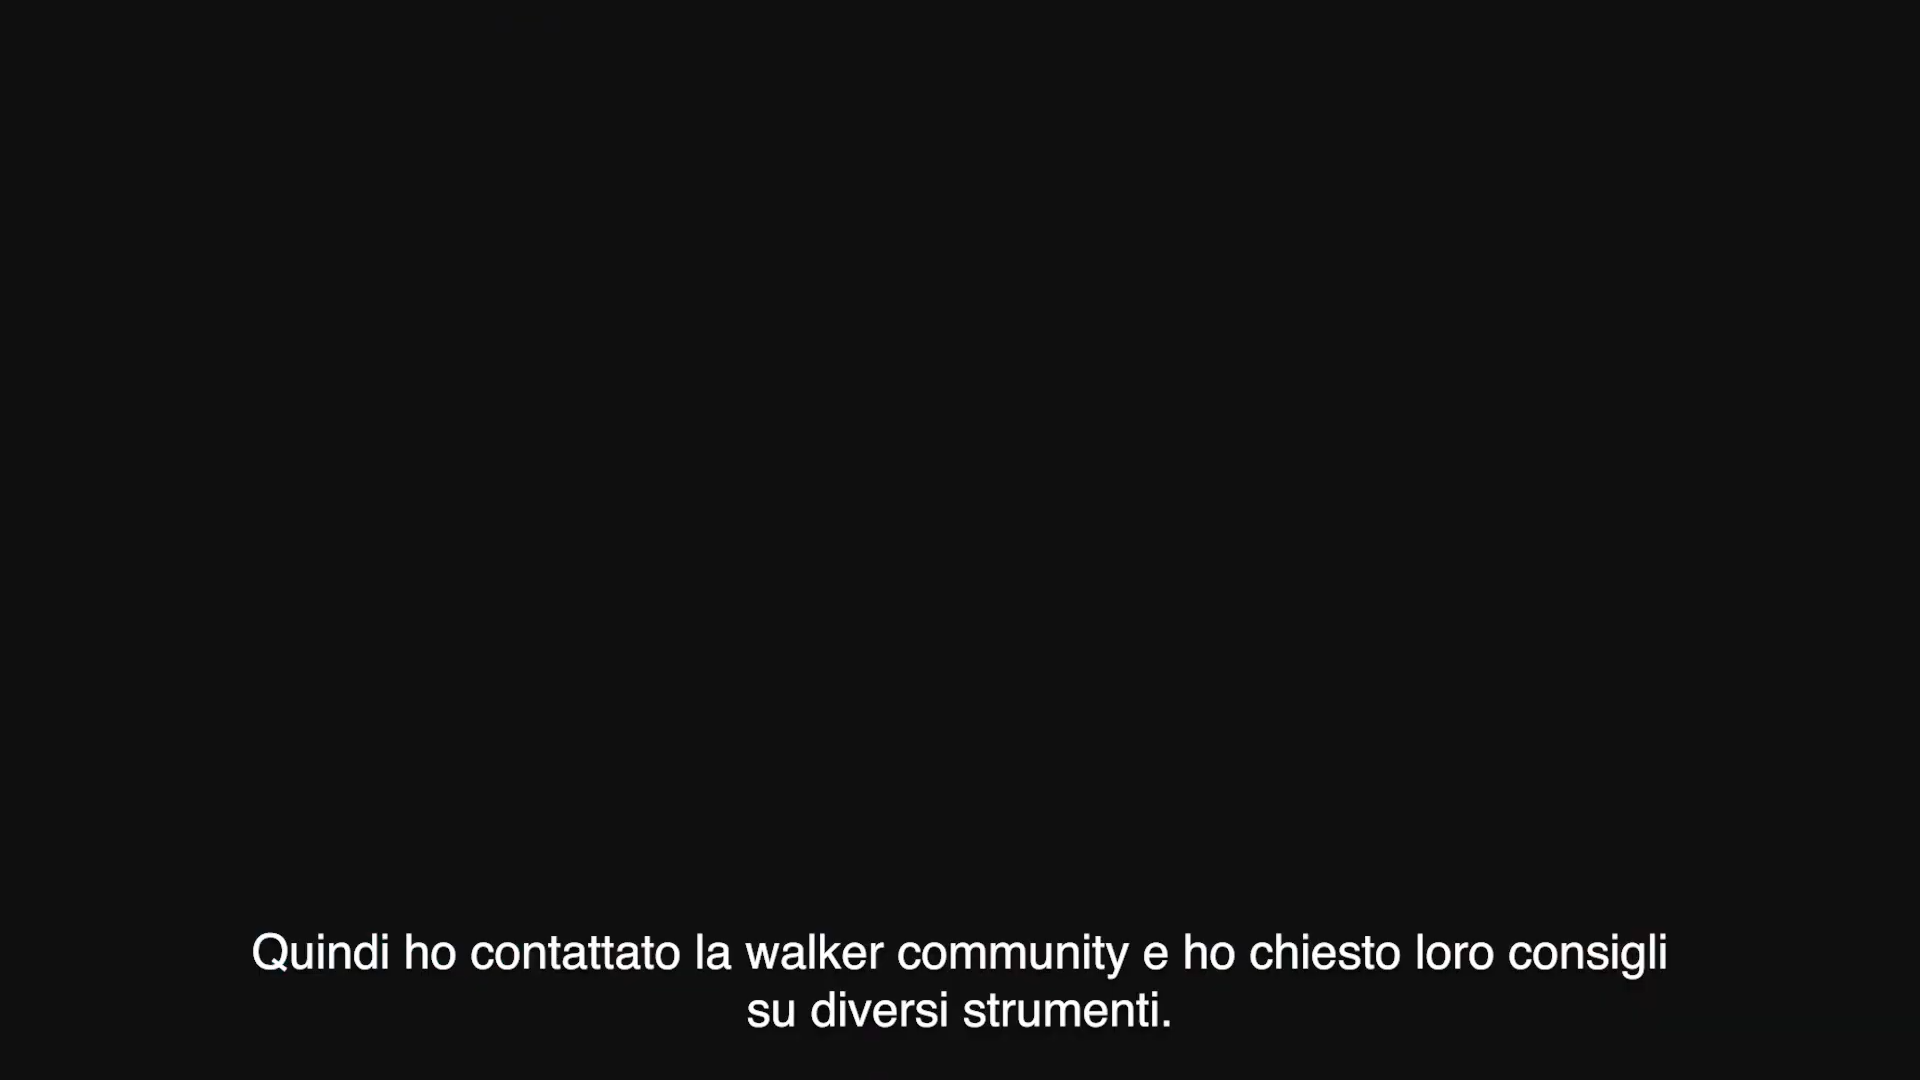 Quindi ho contattato la walker community e ho chiesto loro consigli
su diversi strumenti.